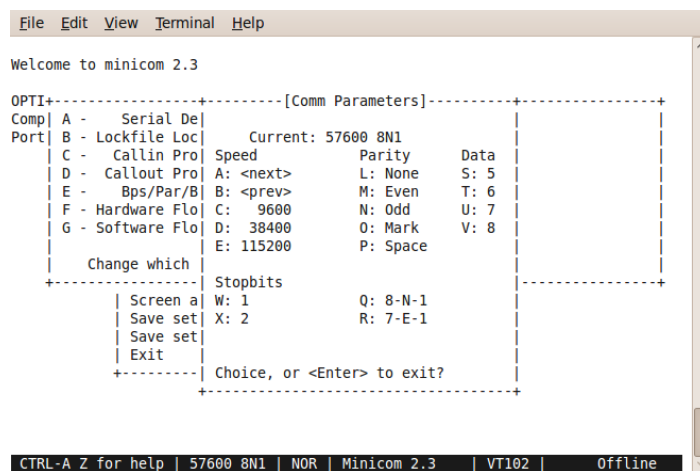 File Edit View Terminal Help
Welcome to minicom 2.3
OPTI+-----------------+---------[Comm Parameters]----------+----------------+
Comp| A -    Serial De|                                    |                |
Port| B - Lockfile Loc|     Current: 57600 8N1             |                |
    | C -   Callin Pro| Speed            Parity      Data  |                |
    | D -  Callout Pro| A: <next>        L: None     S: 5  |                |
    | E -    Bps/Par/B| B: <prev>        M: Even     T: 6  |                |
    | F - Hardware Flo| C:   9600        N: Odd      U: 7  |                |
    | G - Software Flo| D:  38400        O: Mark     V: 8  |                |
    |                 | E: 115200        P: Space          |                |
    |    Change which |                                    |                |
    +-----------------| Stopbits                           |----------------+
            | Screen a| W: 1             Q: 8-N-1          |
            | Save set| X: 2             R: 7-E-1          |
            | Save set|                                    |
            | Exit    |                                    |
            +---------| Choice, or <Enter> to exit?        |
                      +------------------------------------+
CTRL-A Z for help | 57600 8N1 | NOR | Minicom 2.3    | VT102 |      Offline